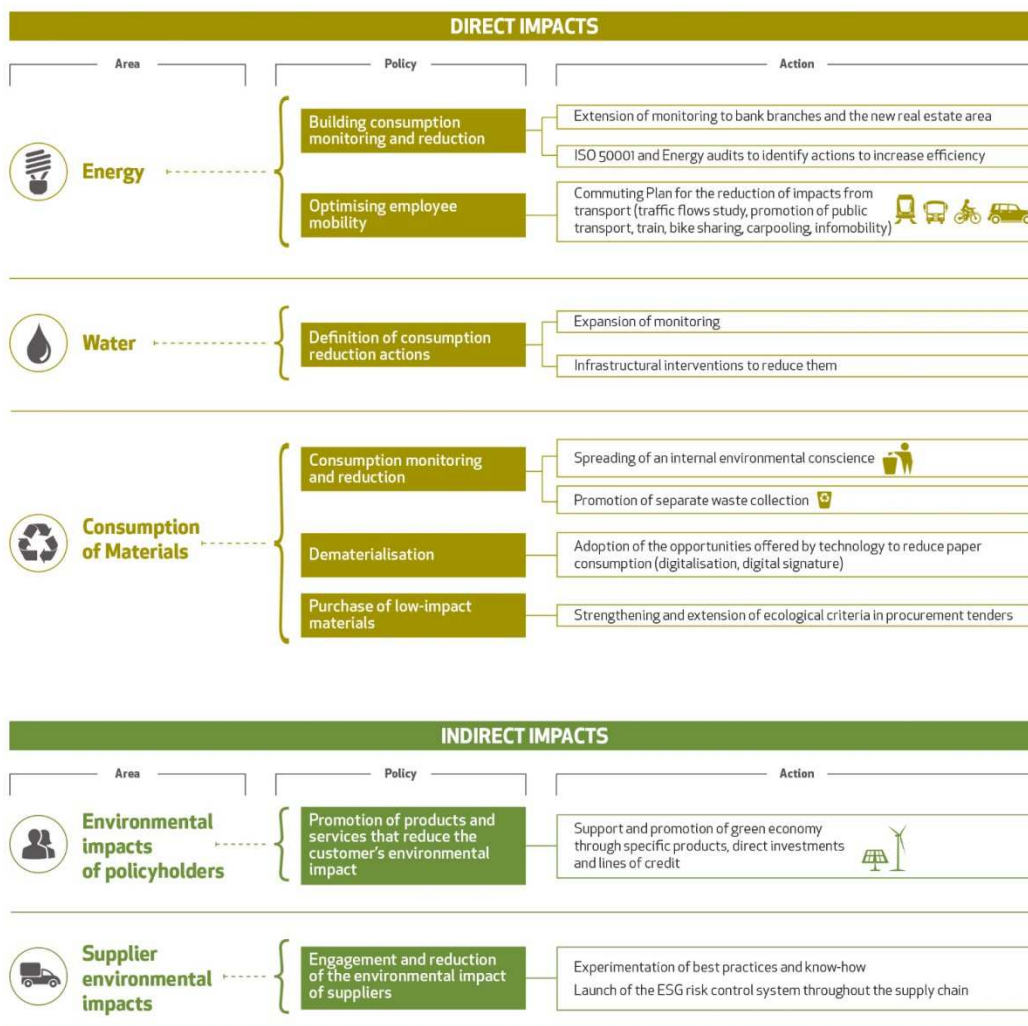 DIRECT IMPACTS
Area
Policy
Action
Energy
Building consumption
monitoring and reduction
Extension of monitoring to bank branches and the new real estate area
ISO 50001 and Energy audits to identify actions to increase efficiency
Optimising employee
mobility
Commuting Plan for the reduction of impacts from
transport (traffic flows study, promotion of public
transport, train, bike sharing, carpooling, infomobility)
Water
Definition of consumption
reduction actions
Expansion of monitoring
Infrastructural interventions to reduce them
Consumption
of Materials
Consumption monitoring
and reduction
Spreading of an internal environmental conscience
Promotion of separate waste collection
Dematerialisation
Adoption of the opportunities offered by technology to reduce paper
consumption (digitalisation, digital signature)
Purchase of low-impact
materials
Strengthening and extension of ecological criteria in procurement tenders
INDIRECT IMPACTS
Area
Policy
Action
Environmental
impacts
of policyholders
Promotion of products and
services that reduce the
customer's environmental
impact
Support and promotion of green economy
through specific products, direct investments
and lines of credit
Supplier
environmental
impacts
Engagement and reduction
of the environmental impact
of suppliers
Experimentation of best practices and know-how
Launch of the ESG risk control system throughout the supply chain